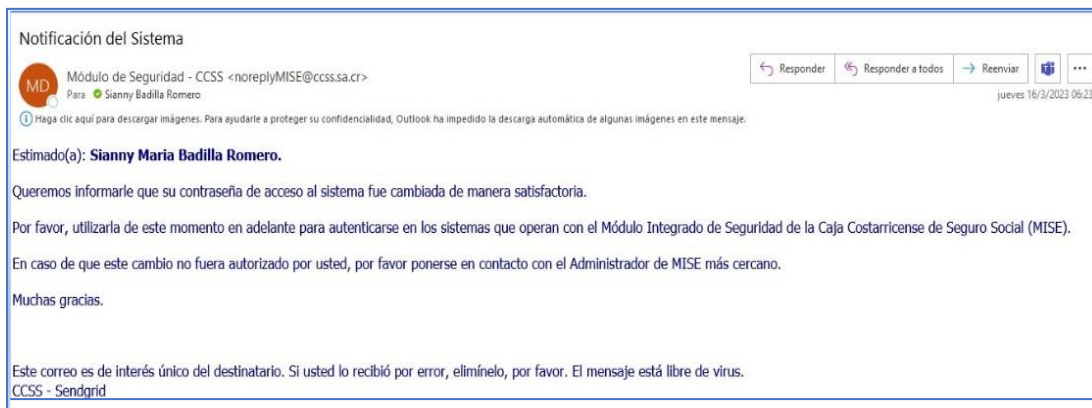 Notificación del Sistema
MD
Módulo de Seguridad - CCSS <noreplyMISE@ccss.sa.cr>
Para Sianny Badilla Romero
Responder
Responder a todos
Reenviar
jueves 16/3/2023 06:23
Haga clic aquí para descargar imágenes. Para ayudarle a proteger su confidencialidad, Outlook ha impedido la descarga automática de algunas imágenes en este mensaje.
Estimado(a): Sianny Maria Badilla Romero.
Queremos informarle que su contraseña de acceso al sistema fue cambiada de manera satisfactoria.
Por favor, utilizarla de este momento en adelante para autenticarse en los sistemas que operan con el Módulo Integrado de Seguridad de la Caja Costarricense de Seguro Social (MISE).
En caso de que este cambio no fuera autorizado por usted, por favor ponerse en contacto con el Administrador de MISE más cercano.
Muchas gracias.
Este correo es de interés único del destinatario. Si usted lo recibió por error, elimínelo, por favor. El mensaje está libre de virus.
CCSS - Sendgrid